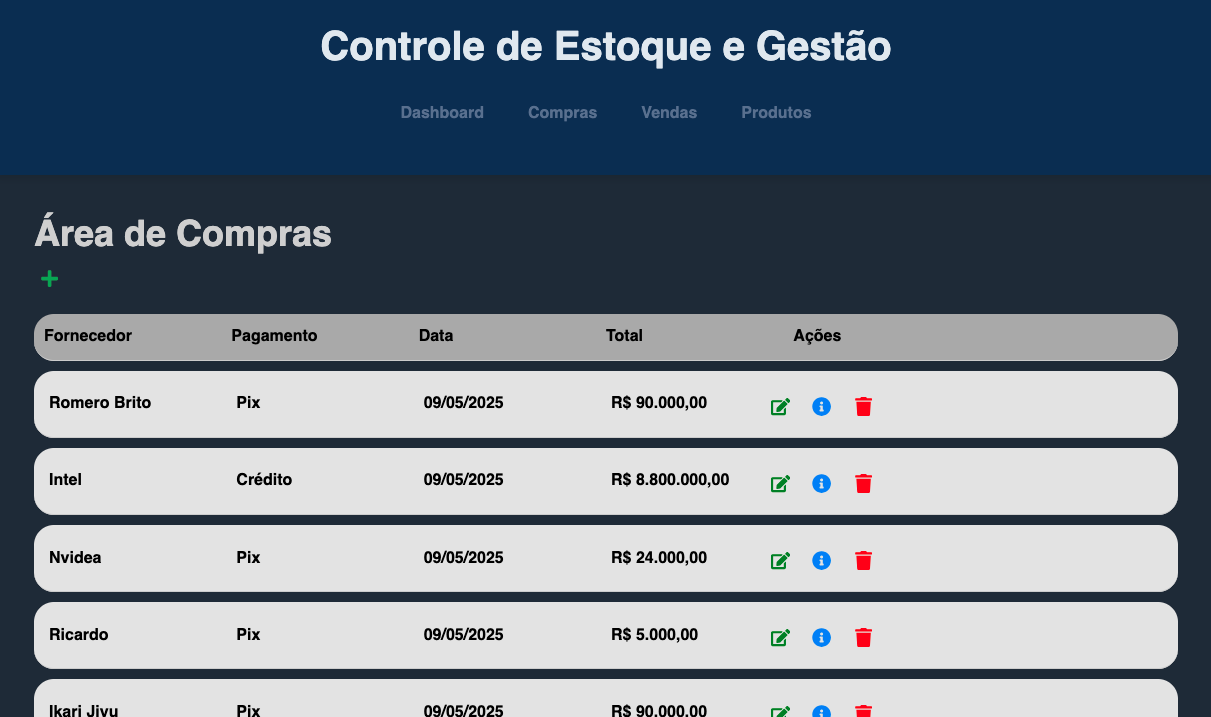 Controle de Estoque e Gestão
Dashboard Compras Vendas Produtos
Área de Compras
Fornecedor Pagamento Data Total Ações
Romero Brito Pix 09/05/2025 R$ 90.000,00
Intel Crédito 09/05/2025 R$ 8.800.000,00
Nvidea Pix 09/05/2025 R$ 24.000,00
Ricardo Pix 09/05/2025 R$ 5.000,00
Ikari Jiyu Pix 09/05/2025 R$ 90.000,00